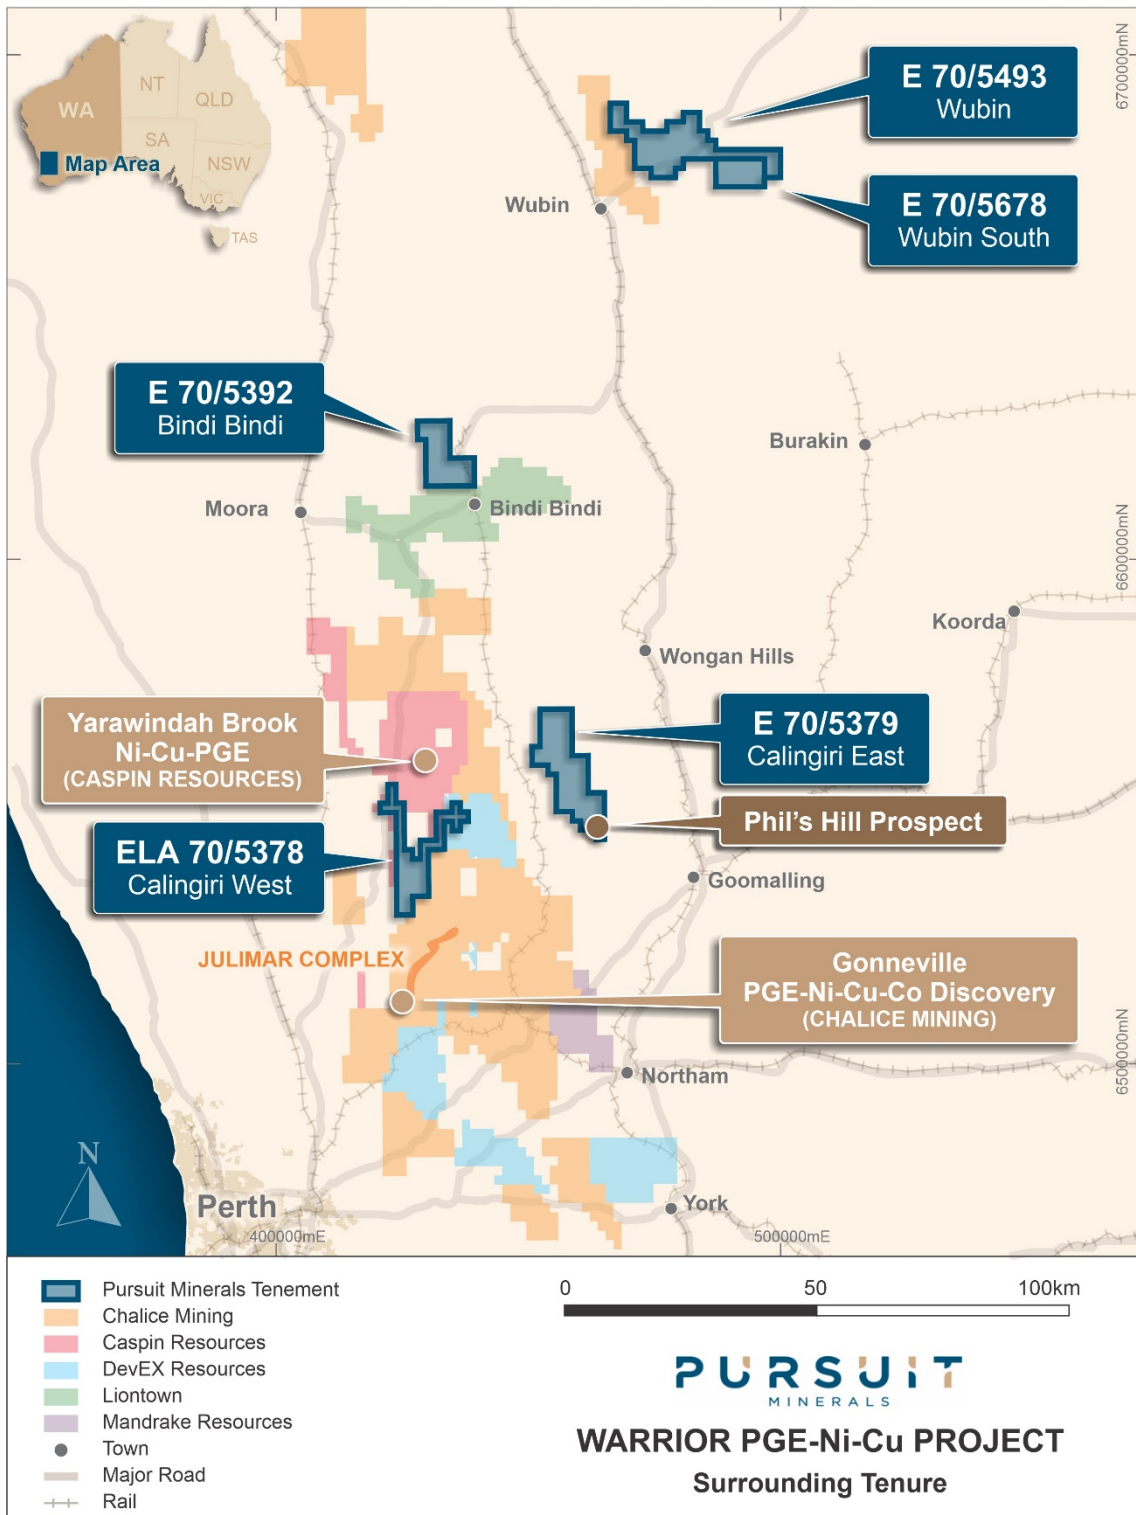 NT
QLD
WA
SA
NSW
VIC
TAS
Map Area
6700000mN
E 70/5493
Wubin
Wubin
E 70/5678
Wubin South
E 70/5392
Bindi Bindi
Burakin
Moora
Bindi Bindi
6600000mN
Koorda
Wongan Hills
Yarawindah Brook
Ni-Cu-PGE
(CASPIN RESOURCES)
E 70/5379
Calingiri East
Phil's Hill Prospect
ELA 70/5378
Calingiri West
Goomalling
JULIMAR COMPLEX
Gonneville
PGE-Ni-Cu-Co Discovery
(CHALICE MINING)
6500000mN
Northam
N
Perth
York
400000mE
500000mE
Pursuit Minerals Tenement
Chalice Mining
Caspin Resources
DevEX Resources
Liontown
Mandrake Resources
Town
Major Road
Rail
0 50 100km
PURSUIT
MINERALS
WARRIOR PGE-Ni-Cu PROJECT
Surrounding Tenure